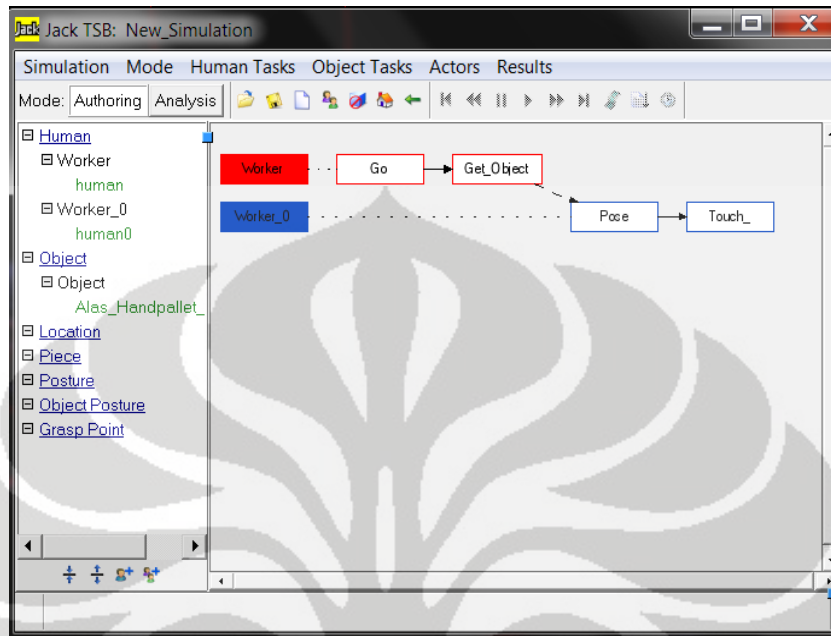 Jack Jack TSB: New_Simulation
Simulation Mode Human Tasks Object Tasks Actors Results
Mode: Authoring Analysis
Human
Worker
human
Worker_0
human0
Object
Object
Alas_Handpallet_
Location
Piece
Posture
Object Posture
Grasp Point
Worker Go Get_Object
Worker_0 Pose Touch_